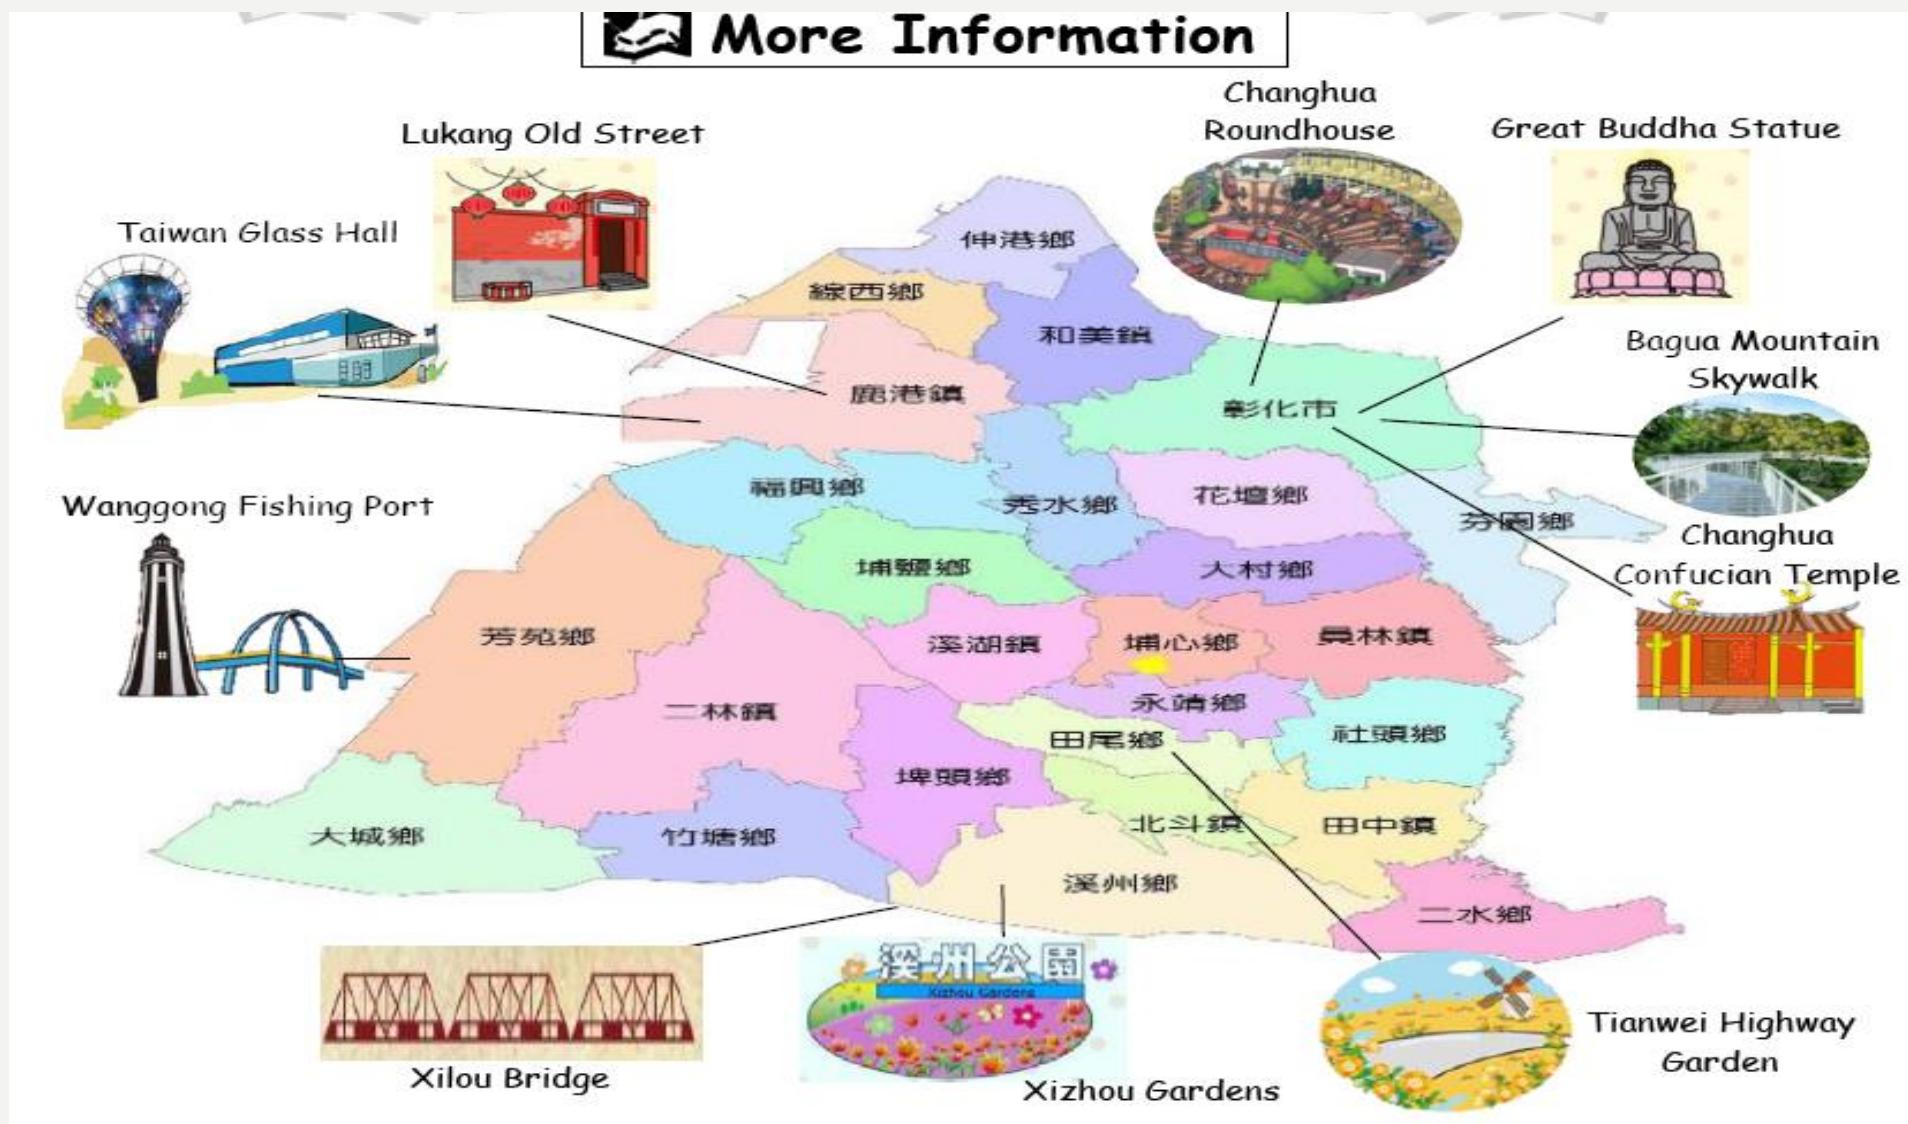 More Information
Changhua
Roundhouse
Great Buddha Statue
Lukang Old Street
Taiwan Glass Hall
Bagua Mountain
Skywalk
Wanggong Fishing Port
Changhua
Confucian Temple
伸港鄉
線西鄉
和美鎮
鹿港鎮
彰化市
福興鄉
秀水鄉
花壇鄉
芬園鄉
埔鹽鄉
大村鄉
芳苑鄉
溪湖鎮
埔心鄉
員林鎮
二林鎮
永靖鄉
田尾鄉
社頭鄉
埤頭鄉
大城鄉
竹塘鄉
北斗鎮
田中鎮
溪州鄉
二水鄉
溪州公園
Xizhou Gardens
Xilou Bridge
Xizhou Gardens
Tianwei Highway
Garden